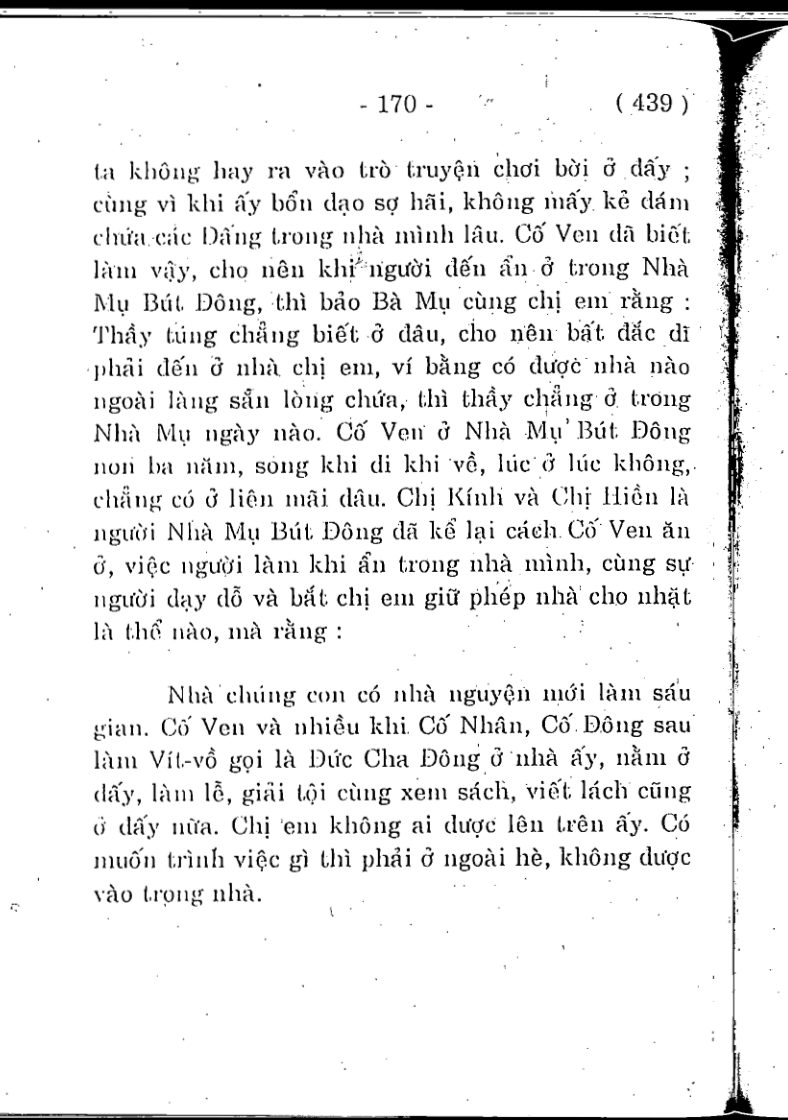 - 170 -
( 439 )
ta không hay ra vào trò truyện chơi bời ở đấy ;
cùng vì khi ấy bổn đạo sợ hãi, không mấy kẻ dám
chứa các Đấng trong nhà mình lâu. Cố Ven đã biết
làm vậy, cho nên khi người đến ẩn ở trong Nhà
Mụ Bút Đông, thì bảo Bà Mụ cùng chị em rằng :
Thầy túng chẳng biết ở đâu, cho nên bất đắc dĩ
phải đến ở nhà chị em, ví bằng có được nhà nào
ngoài làng sẵn lòng chứa, thì thầy chẳng ở trong
Nhà Mụ ngày nào. Cố Ven ở Nhà Mụ Bút Đông
non ba năm, song khi đi khi về, lúc ở lúc không,
chẳng có ở liên mãi đâu. Chị Kính và Chị Hiền là
người Nhà Mụ Bút Đông đã kể lại cách Cố Ven ăn
ở, việc người làm khi ẩn trong nhà mình, cùng sự
người dạy dỗ và bắt chị em giữ phép nhà cho nhặt
là thể nào, mà rằng :
Nhà chúng con có nhà nguyện mới làm sáu
gian. Cố Ven và nhiều khi Cố Nhân, Cố Đông sau
làm Vít-vồ gọi là Đức Cha Đông ở nhà ấy, nằm ở
đấy, làm lễ, giải tội cùng xem sách, viết lách cũng
ở đấy nữa. Chị em không ai được lên trên ấy. Có
muốn trình việc gì thì phải ở ngoài hè, không được
vào trong nhà.